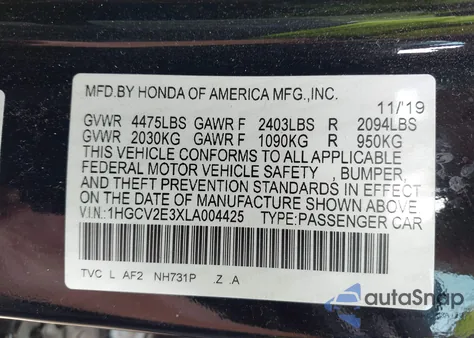 MFD.BY HONDA OF AMERICA MFG.,INC.
11/19
GVWR 4475LBS GAWR F 2403LBS R 2094LBS
GVWR 2030KG GAWR F 1090KG R 950KG
THIS VEHICLE CONFORMS TO ALL APPLICABLE
FEDERAL MOTOR VEHICLE SAFETY , BUMPER,
AND THEFT PREVENTION STANDARDS IN EFFECT
ON THE DATE OF MANUFACTURE SHOWN ABOVE.
V.I.N.:1HGCV2E3XLA004425 TYPE:PASSENGER CAR
TVC L AF2 NH731P .Z .A
autoSnap